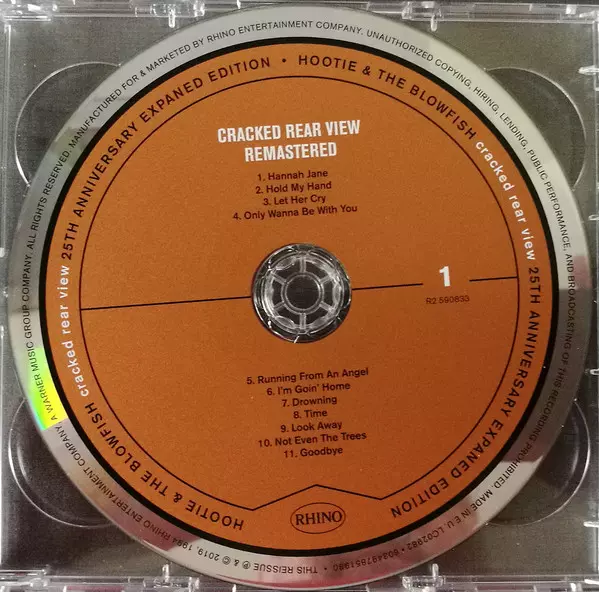 CRACKED REAR VIEW
REMASTERED
1. Hannah Jane
2. Hold My Hand
3. Let Her Cry
4. Only Wanna Be With You
1
R2 590833
5. Running From An Angel
6. I'm Goin' Home
7. Drowning
8. Time
9. Look Away
10. Not Even The Trees
11. Goodbye
RHINO
HOOTIE & THE BLOWFISH cracked rear view 25TH ANNIVERSARY EXPANED EDITION • HOOTIE & THE BLOWFISH cracked rear view 25TH ANNIVERSARY EXPANED EDITION •
THIS REISSUE ℗ & © 2019, 1994 RHINO ENTERTAINMENT COMPANY, A WARNER MUSIC GROUP COMPANY. ALL RIGHTS RESERVED. MANUFACTURED FOR & MARKETED BY RHINO ENTERTAINMENT COMPANY. UNAUTHORIZED COPYING, HIRING, LENDING, PUBLIC PERFORMANCE, AND BROADCASTING OF THIS RECORDING PROHIBITED. MADE IN E.U. LC02982 • 603497851980 •